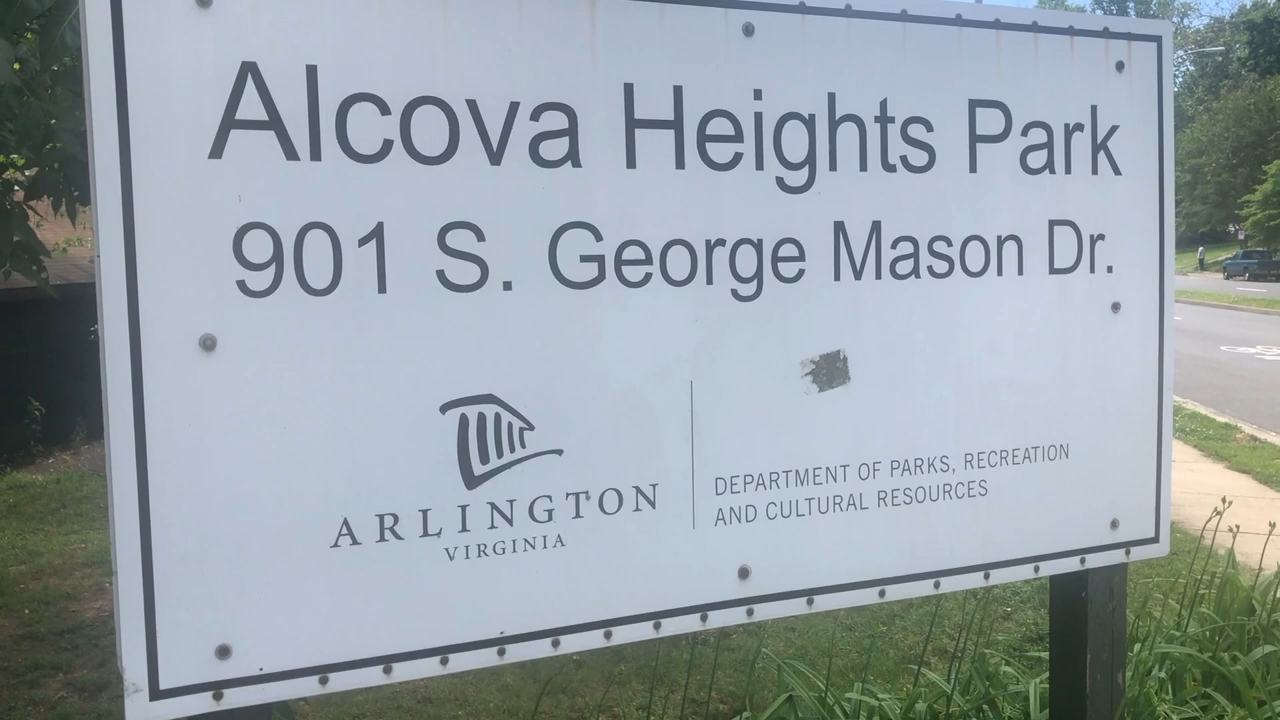 Alcova Heights Park
901 S. George Mason Dr.
ARLINGTON
VIRGINIA
DEPARTMENT OF PARKS, RECREATION
AND CULTURAL RESOURCES